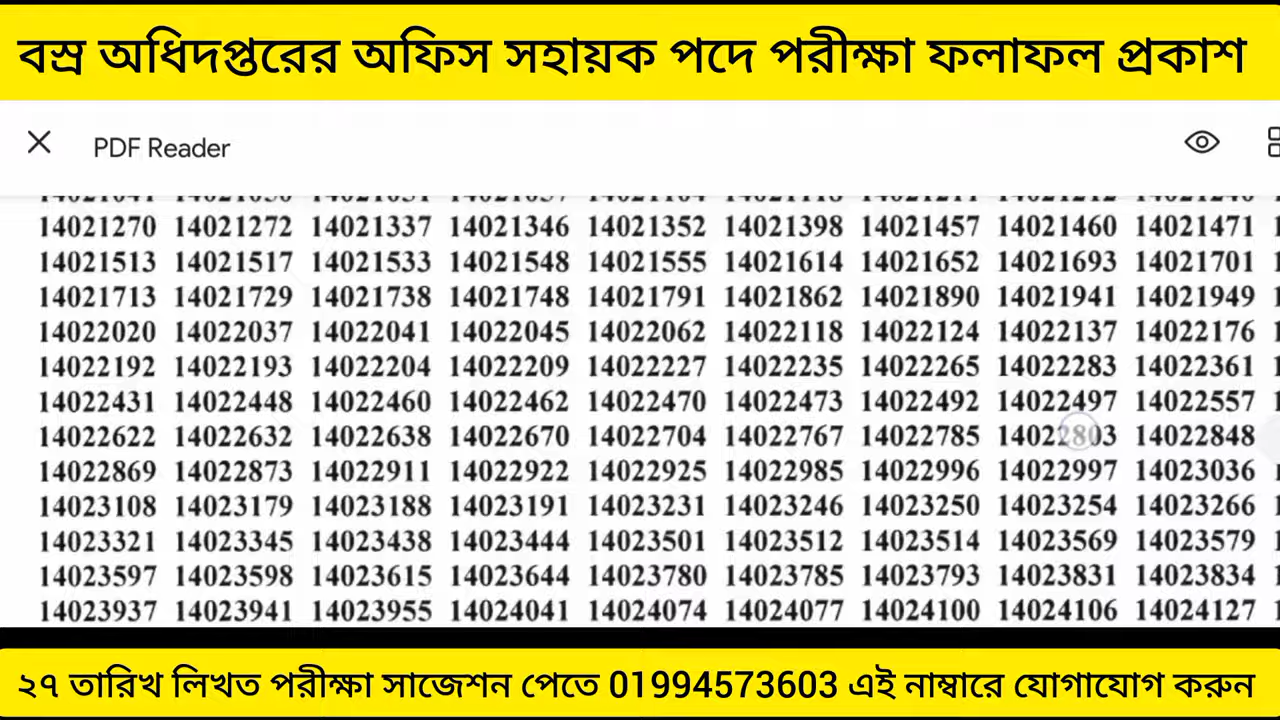 বস্ত্র অধিদপ্তরের অফিস সহায়ক পদে পরীক্ষা ফলাফল প্রকাশ
PDF Reader
14021270 14021272 14021337 14021346 14021352 14021398 14021457 14021460 14021471
14021513 14021517 14021533 14021548 14021555 14021614 14021652 14021693 14021701
14021713 14021729 14021738 14021748 14021791 14021862 14021890 14021941 14021949
14022020 14022037 14022041 14022045 14022062 14022118 14022124 14022137 14022176
14022192 14022193 14022204 14022209 14022227 14022235 14022265 14022283 14022361
14022431 14022448 14022460 14022462 14022470 14022473 14022492 14022497 14022557
14022622 14022632 14022638 14022670 14022704 14022767 14022785 14022803 14022848
14022869 14022873 14022911 14022922 14022925 14022985 14022996 14022997 14023036
14023108 14023179 14023188 14023191 14023231 14023246 14023250 14023254 14023266
14023321 14023345 14023438 14023444 14023501 14023512 14023514 14023569 14023579
14023597 14023598 14023615 14023644 14023780 14023785 14023793 14023831 14023834
14023937 14023941 14023955 14024041 14024074 14024077 14024100 14024106 14024127
২৭ তারিখ লিখত পরীক্ষা সাজেশন পেতে 01994573603 এই নাম্বারে যোগাযোগ করুন